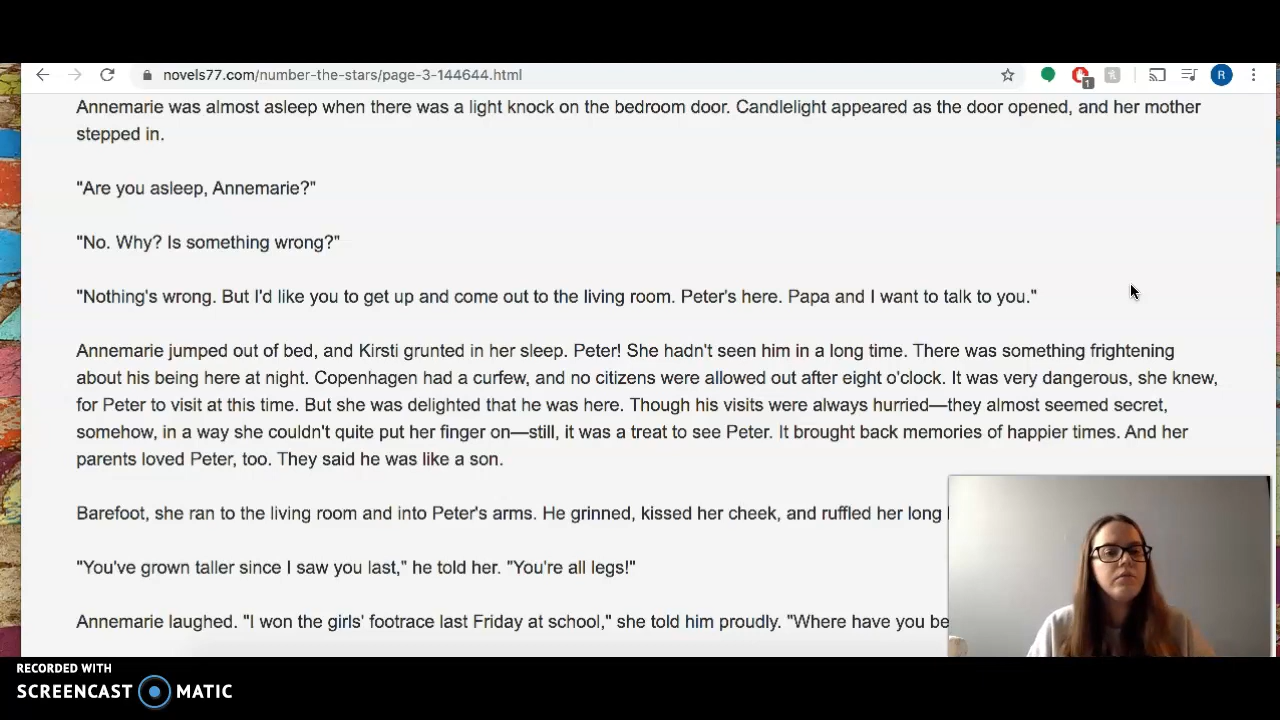 novels77.com/number-the-stars/page-3-144644.html
1
R
Annemarie was almost asleep when there was a light knock on the bedroom door. Candlelight appeared as the door opened, and her mother
stepped in.
"Are you asleep, Annemarie?"
"No. Why? Is something wrong?"
"Nothing's wrong. But I'd like you to get up and come out to the living room. Peter's here. Papa and I want to talk to you."
Annemarie jumped out of bed, and Kirsti grunted in her sleep. Peter! She hadn't seen him in a long time. There was something frightening
about his being here at night. Copenhagen had a curfew, and no citizens were allowed out after eight o'clock. It was very dangerous, she knew,
for Peter to visit at this time. But she was delighted that he was here. Though his visits were always hurried—they almost seemed secret,
somehow, in a way she couldn't quite put her finger on—still, it was a treat to see Peter. It brought back memories of happier times. And her
parents loved Peter, too. They said he was like a son.
Barefoot, she ran to the living room and into Peter's arms. He grinned, kissed her cheek, and ruffled her long
"You've grown taller since I saw you last," he told her. "You're all legs!"
Annemarie laughed. "I won the girls' footrace last Friday at school," she told him proudly. "Where have you be
RECORDED WITH
SCREENCAST MATIC